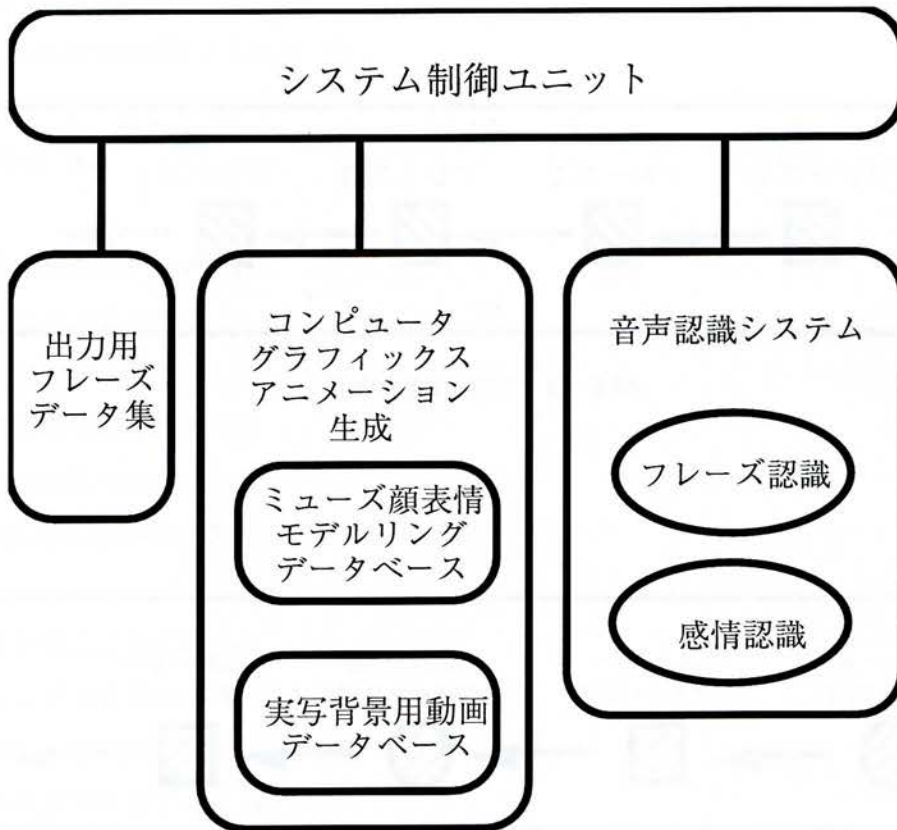 システム制御ユニット
出力用
フレーズ
データ集
コンピュータ
グラフィックス
アニメーション
生成
ミューズ顔表情
モデルリング
データベース
実写背景用動画
データベース
音声認識システム
フレーズ認識
感情認識